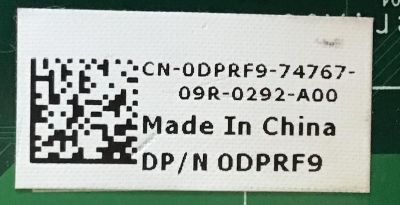 CN-0DPRF9-74767-
09R-0292-A00
Made In China
DP/N 0DPRF9